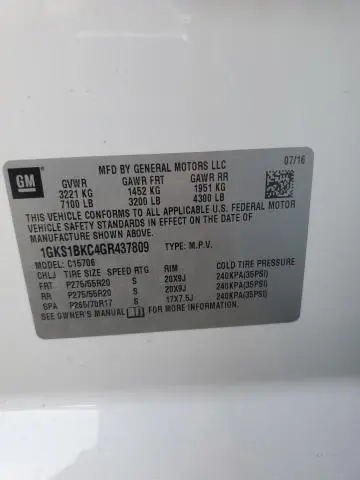 GM
MFD BY GENERAL MOTORS LLC
07/16
GVWR GAWR FRT GAWR RR
3221 KG 1452 KG 1951 KG
7100 LB 3200 LB 4300 LB
THIS VEHICLE CONFORMS TO ALL APPLICABLE U.S. FEDERAL MOTOR
VEHICLE SAFETY STANDARDS IN EFFECT ON THE DATE OF
MANUFACTURE SHOWN ABOVE.
1GKS1BKC4GR437809 TYPE: M.P.V.
MODEL: C15706
CHLJ TIRE SIZE SPEED RTG RIM COLD TIRE PRESSURE
FRT P275/55R20 S 20X9J 240KPA(35PSI)
RR P275/55R20 S 20X9J 240KPA(35PSI)
SP P265/70R17 S 17X7.5J 240KPA(35PSI)
SEE OWNER'S MANUAL FOR MORE INFORMATION.